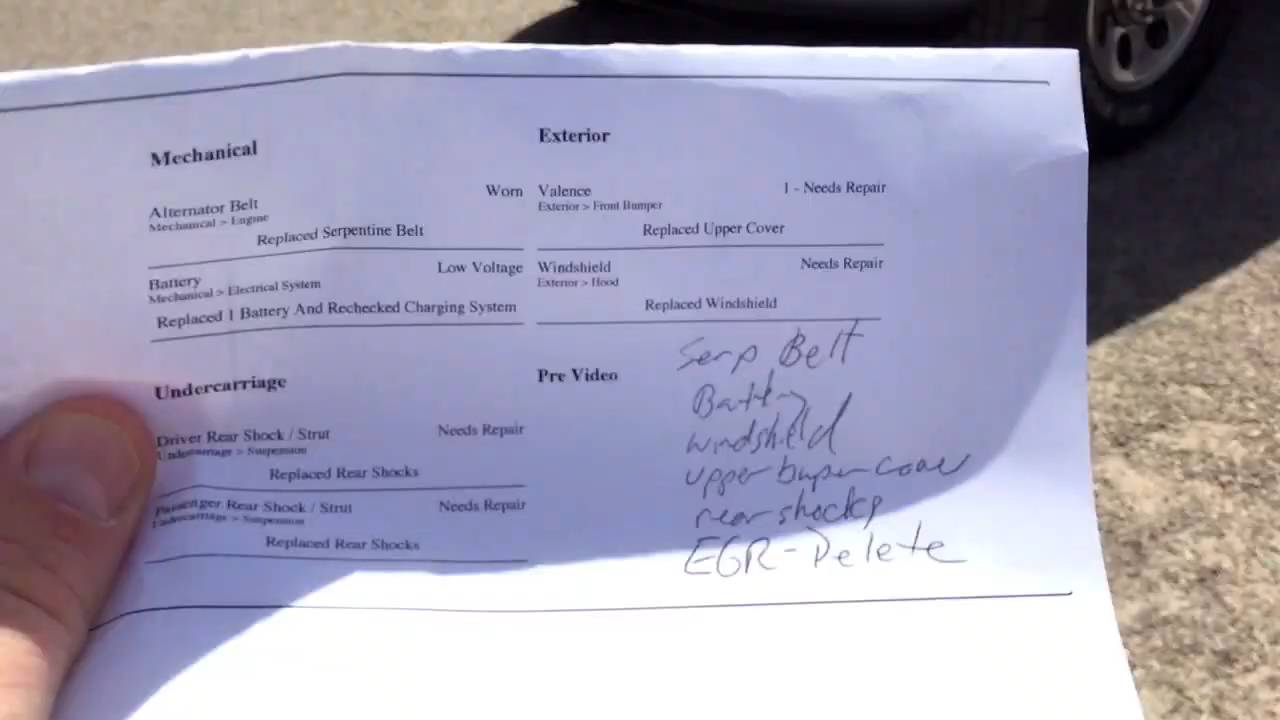 Mechanical
Alternator Belt Worn
Mechanical > Engine
Replaced Serpentine Belt
Battery Low Voltage
Mechanical > Electrical System
Replaced 1 Battery And Rechecked Charging System
Undercarriage
Driver Rear Shock / Strut Needs Repair
Undercarriage > Suspension
Replaced Rear Shocks
Passenger Rear Shock / Strut Needs Repair
Undercarriage > Suspension
Replaced Rear Shocks
Exterior
Valence 1 - Needs Repair
Exterior > Front Bumper
Replaced Upper Cover
Windshield Needs Repair
Exterior > Hood
Replaced Windshield
Pre Video
Serp Belt
Battery
windshield
upper buper cover
rear shocks
EGR-Delete